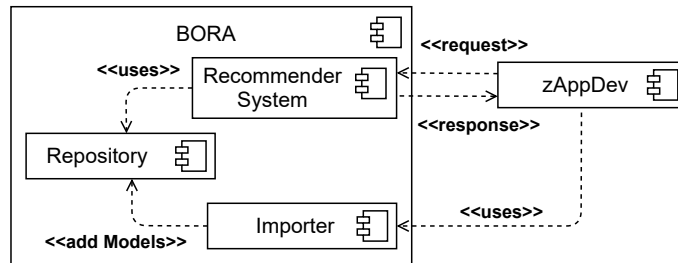 BORA
<<request>>
<<uses>>
Recommender
System
zAppDev
<<response>>
Repository
<<uses>>
Importer
<<add Models>>